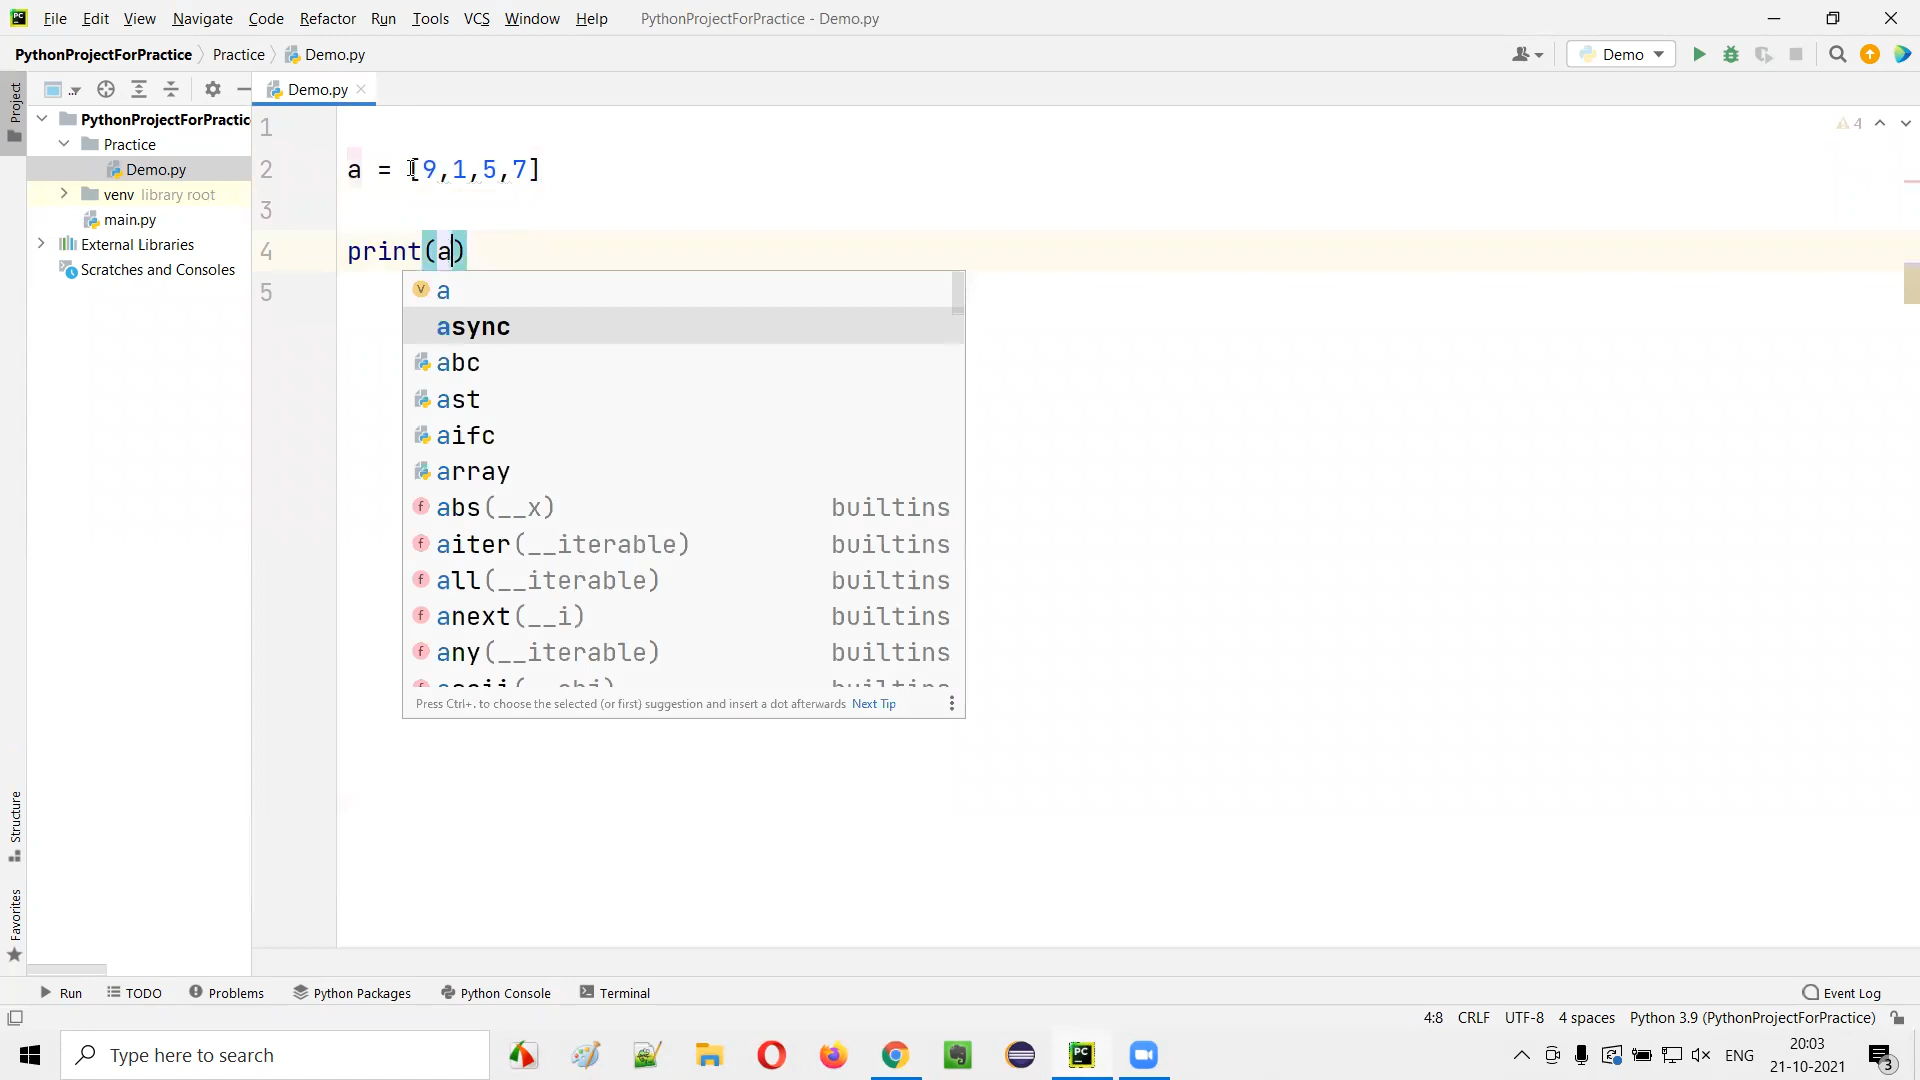 File Edit View Navigate Code Refactor Run Tools VCS Window Help PythonProjectForPractice - Demo.py
PythonProjectForPractice Practice Demo.py Demo
Project Demo.py
PythonProjectForPractic
Practice
Demo.py
venv library root
main.py
External Libraries
Scratches and Consoles
4
1
2 a = [9,1,5,7]
3
4 print(a)
5
a
async
abc
ast
aifc
array
abs(__x) builtins
aiter(__iterable) builtins
all(__iterable) builtins
anext(__i) builtins
any(__iterable) builtins
Press Ctrl+. to choose the selected (or first) suggestion and insert a dot afterwards Next Tip
Structure
Favorites
Run TODO Problems Python Packages Python Console Terminal Event Log
4:8 CRLF UTF-8 4 spaces Python 3.9 (PythonProjectForPractice)
Type here to search
PC
ENG
20:03
21-10-2021
3